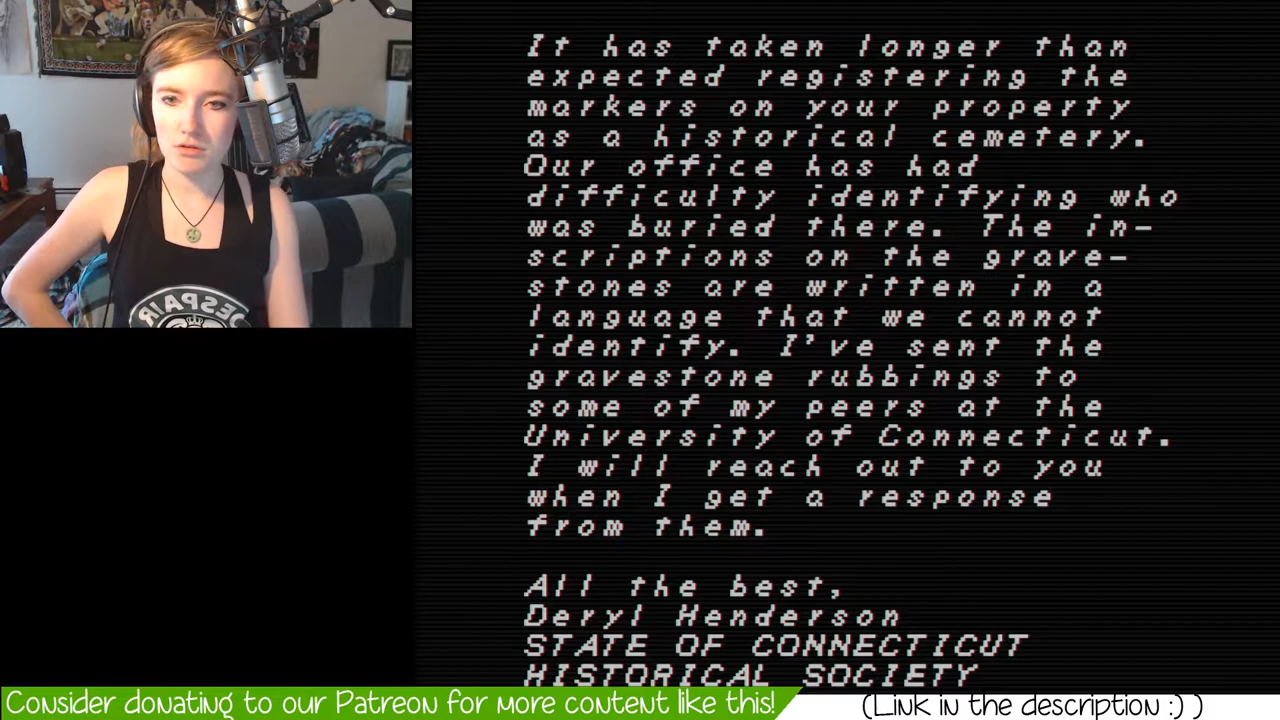 It has taken longer than
expected registering the
markers on your property
as a historical cemetery.
Our office has had
difficulty identifying who
was buried there. The in-
scriptions on the grave-
stones are written in a
language that we cannot
identify. I've sent the
gravestone rubbings to
some of my peers at the
University of Connecticut.
I will reach out to you
when I get a response
from them.
All the best,
Deryl Henderson
STATE OF CONNECTICUT
HISTORICAL SOCIETY
DESPAIR
Consider donating to our Patreon for more content like this!
(Link in the description :) )